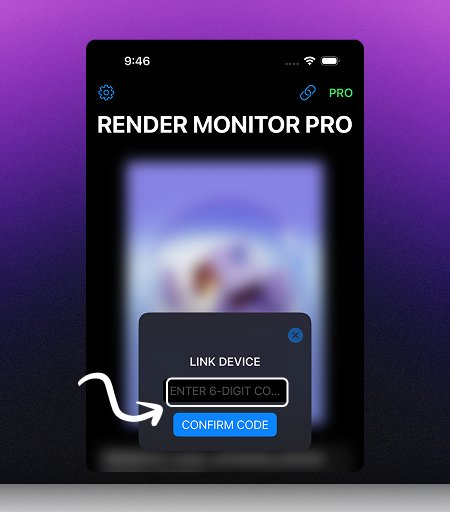 9:46
PRO
RENDER MONITOR PRO
LINK DEVICE
ENTER 6-DIGIT CO...
CONFIRM CODE